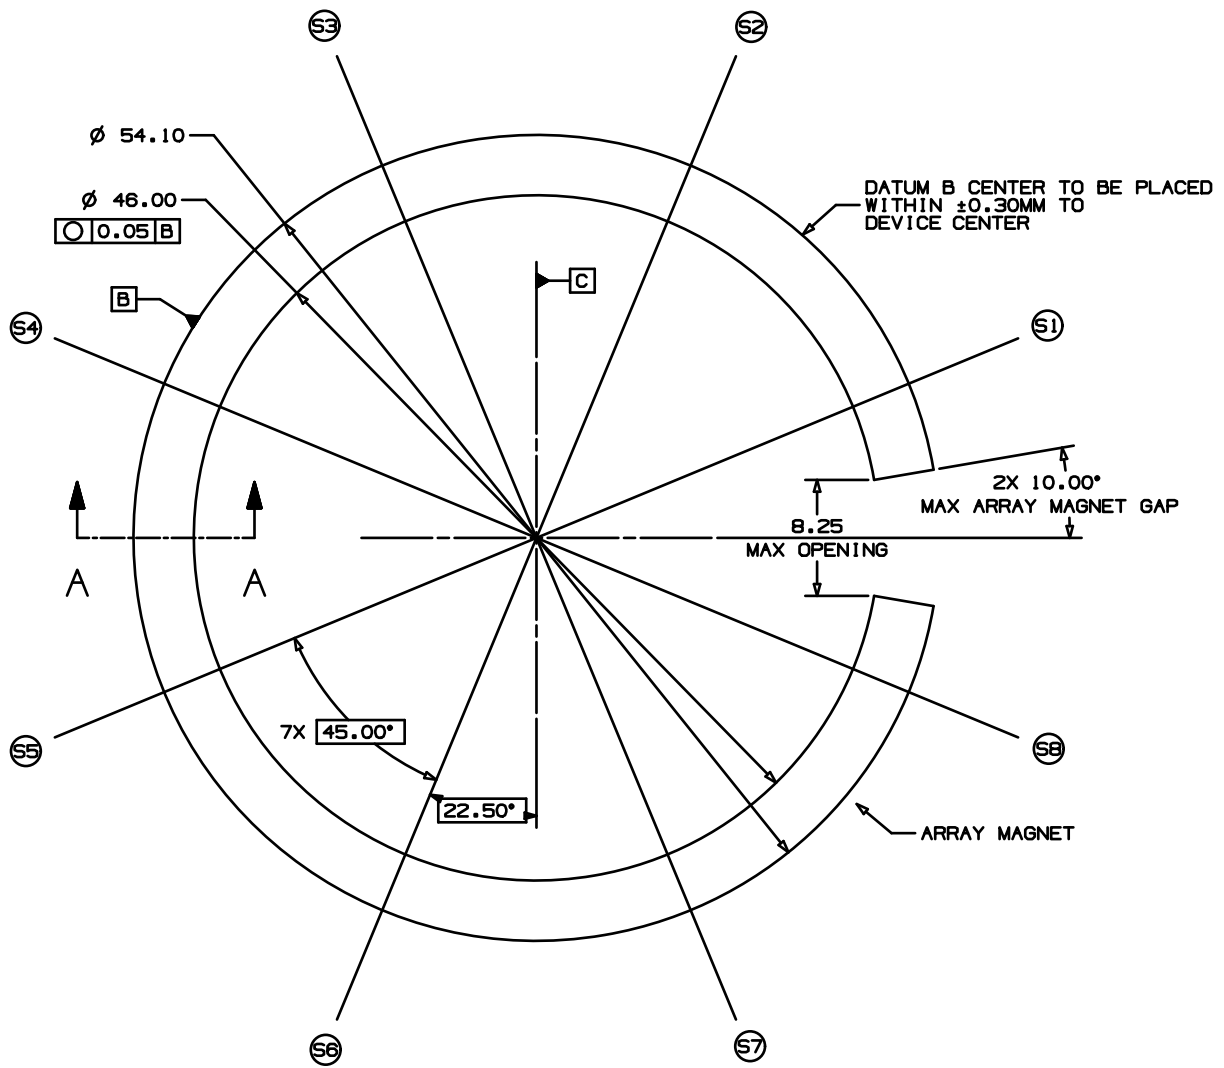 S3
S2
Ø 54.10
Ø 46.00
0.05 B
DATUM B CENTER TO BE PLACED
WITHIN ±0.30MM TO
DEVICE CENTER
B
C
S4
S1
2X 10.00°
MAX ARRAY MAGNET GAP
8.25
MAX OPENING
A
A
7X 45.00°
22.50°
S5
S8
ARRAY MAGNET
S6
S7